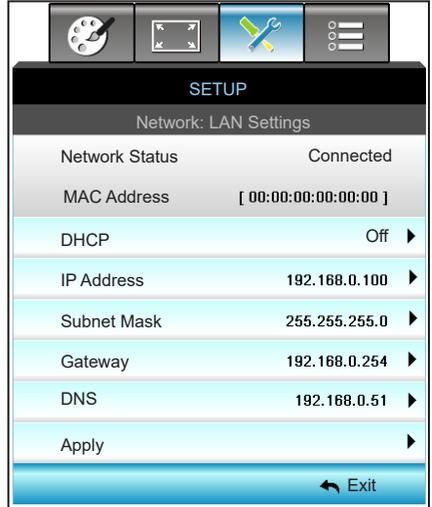 SETUP
Network: LAN Settings
Network Status Connected
MAC Address [ 00:00:00:00:00:00 ]
DHCP Off
IP Address 192.168.0.100
Subnet Mask 255.255.255.0
Gateway 192.168.0.254
DNS 192.168.0.51
Apply
Exit